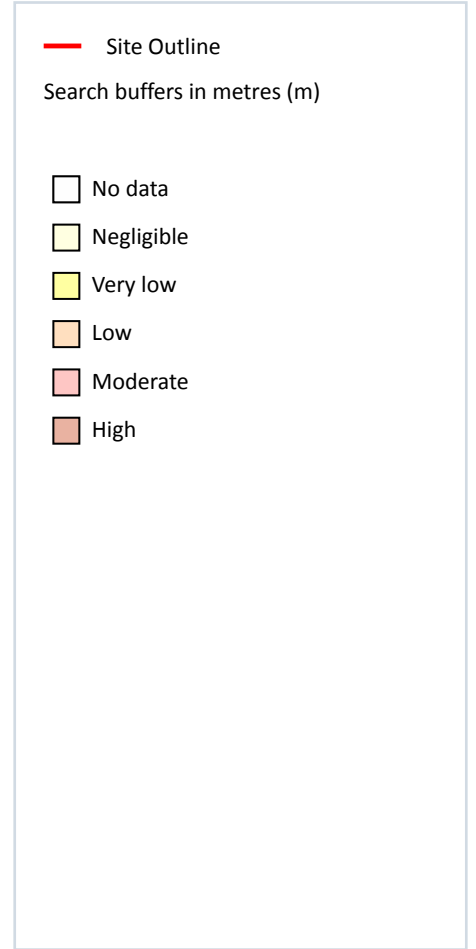 Site Outline
Search buffers in metres (m)
No data
Negligible
Very low
Low
Moderate
High